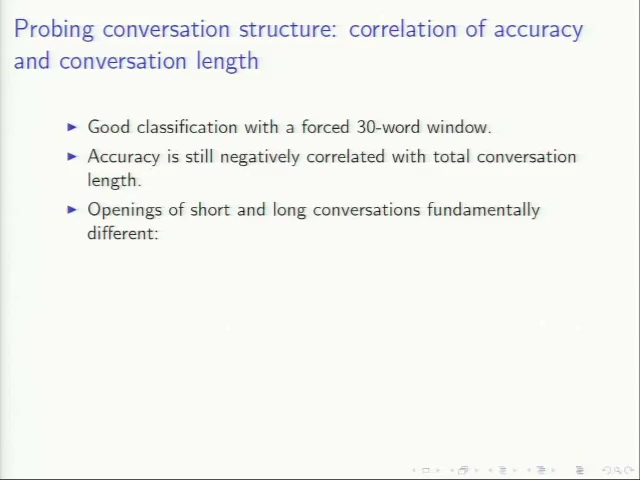 Probing conversation structure: correlation of accuracy
and conversation length
Good classification with a forced 30-word window.
Accuracy is still negatively correlated with total conversation
length.
Openings of short and long conversations fundamentally
different: